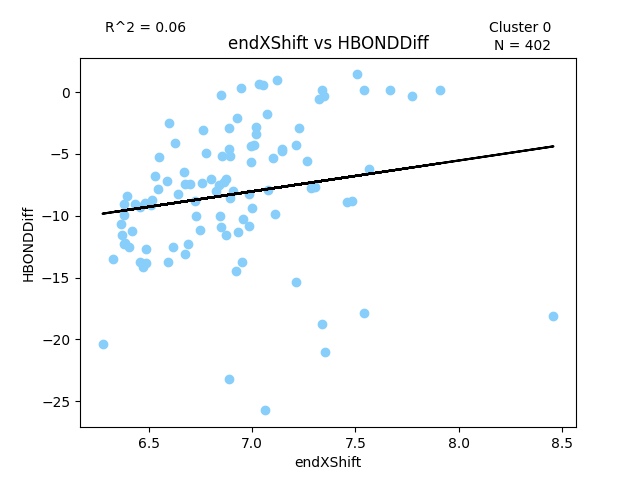 R^2 = 0.06
Cluster 0
N = 402
endXShift vs HBONDDiff
HBONDDiff
0
−5
−10
−15
−20
−25
6.5
7.0
7.5
8.0
8.5
endXShift